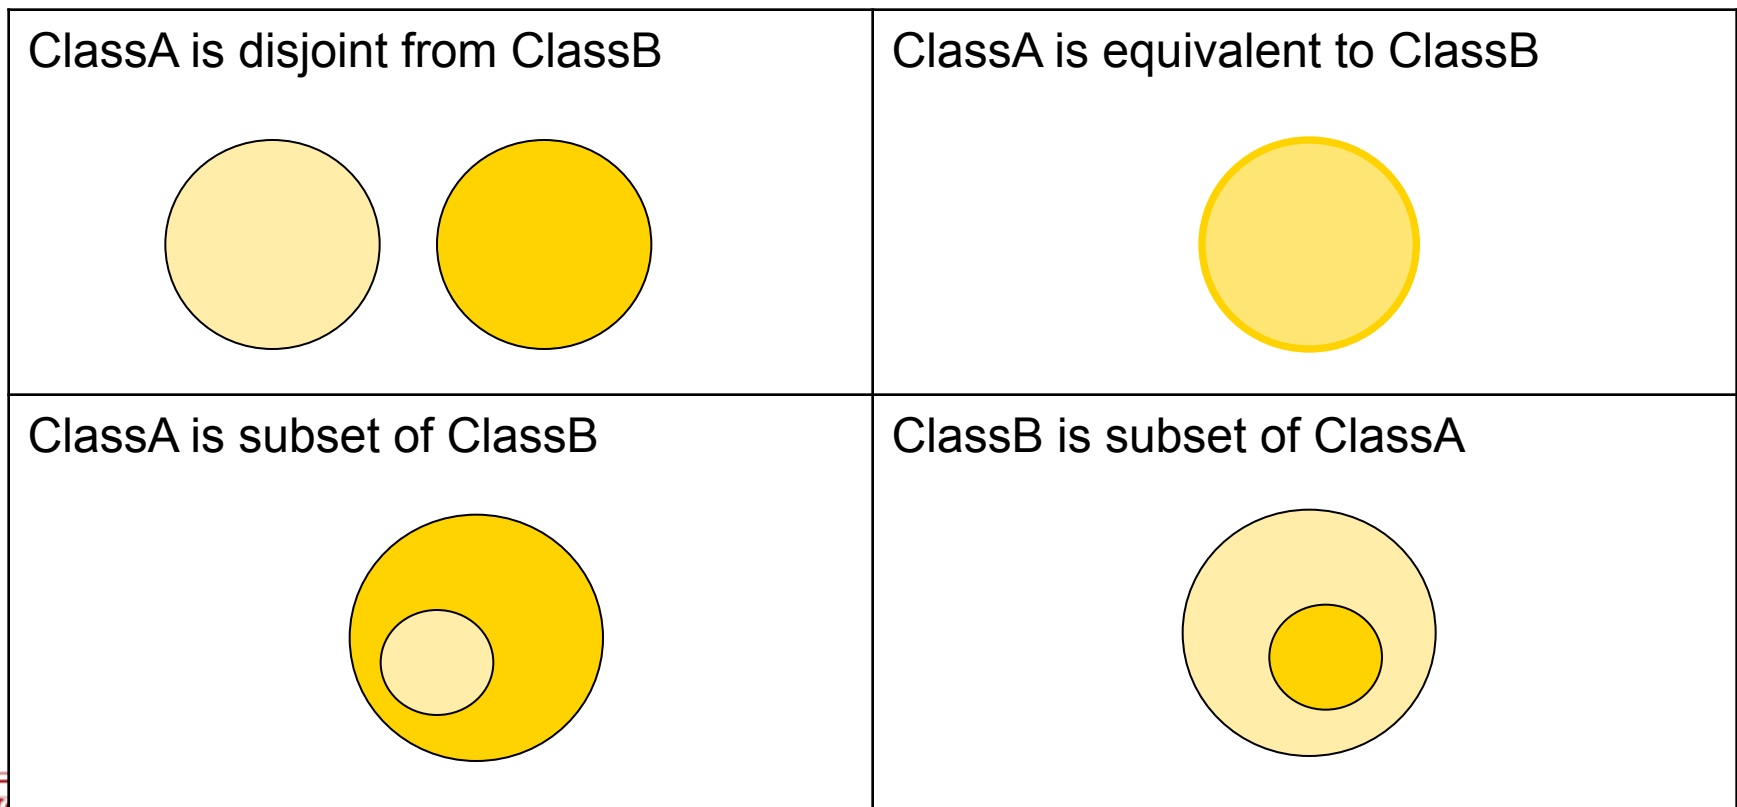 ClassA is disjoint from ClassB
ClassA is equivalent to ClassB
ClassA is subset of ClassB
ClassB is subset of ClassA